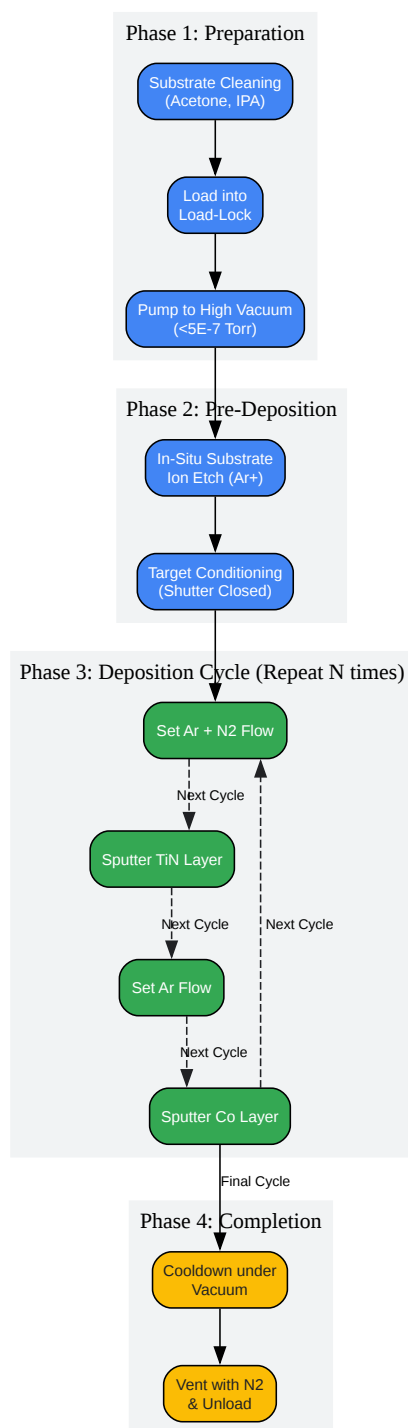 Phase 1: Preparation
Substrate Cleaning
(Acetone, IPA)
Load into
Load-Lock
Pump to High Vacuum
(<5E-7 Torr)
Phase 2: Pre-Deposition
In-Situ Substrate
Ion Etch (Ar+)
Target Conditioning
(Shutter Closed)
Phase 3: Deposition Cycle (Repeat N times)
Set Ar + N2 Flow
Next Cycle
Sputter TiN Layer
Next Cycle
Next Cycle
Set Ar Flow
Next Cycle
Sputter Co Layer
Final Cycle
Phase 4: Completion
Cooldown under
Vacuum
Vent with N2
& Unload